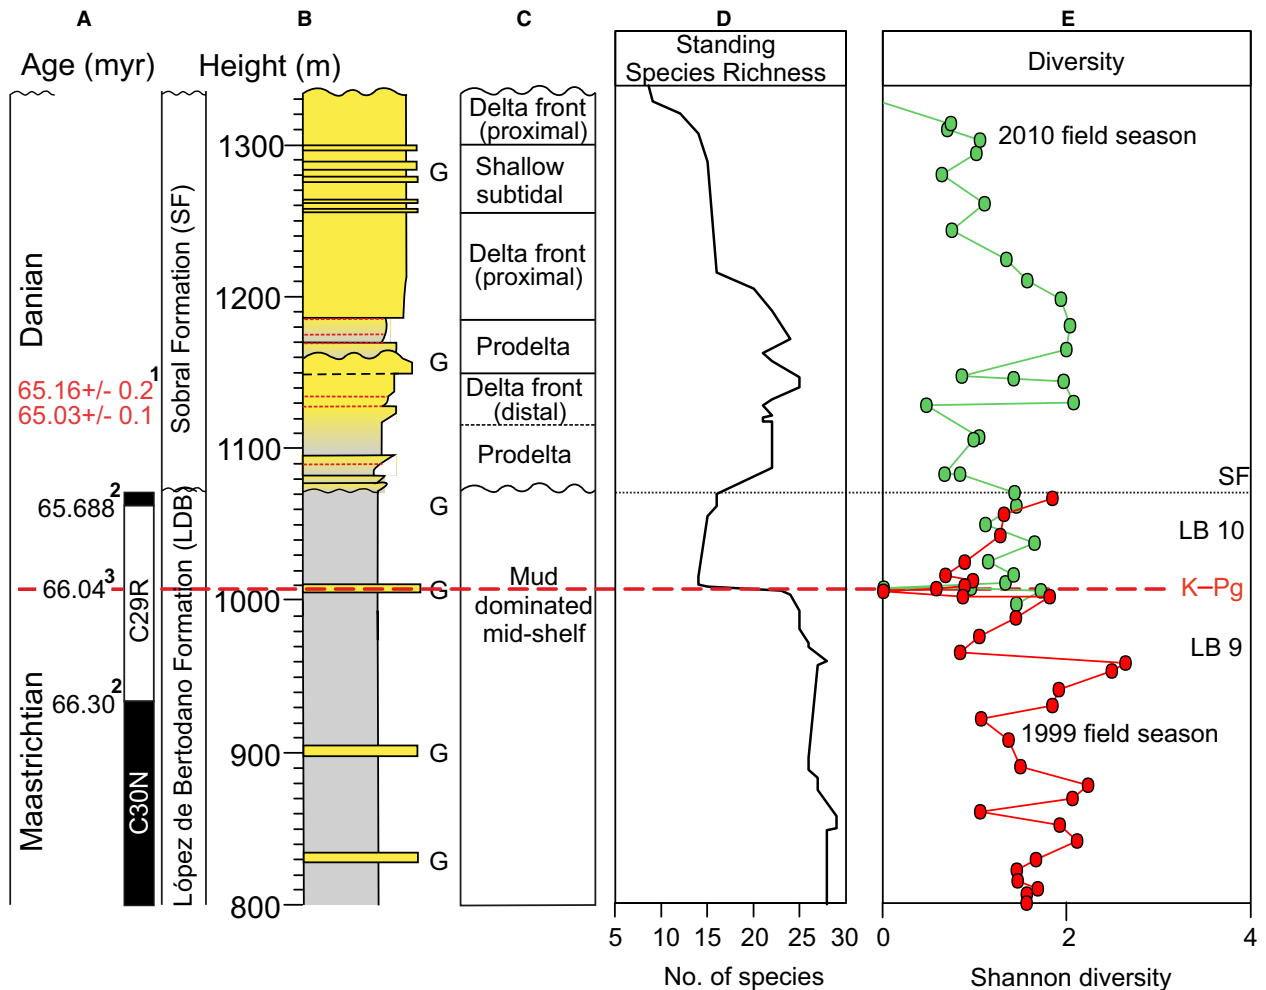 A
B
C
D
E
Age (myr)
Height (m)
Standing
Species Richness
Diversity
Danian
65.16+/- 0.2 1
65.03+/- 0.1
2
65.688
66.04 3
66.30 2
Maastrichtian
C29R
C30N
Sobral Formation (SF)
López de Bertodano Formation (LDB)
1300
1200
1100
1000
900
800
G
G
G
G
G
G
Delta front
(proximal)
Shallow
subtidal
Delta front
(proximal)
Prodelta
Delta front
(distal)
Prodelta
Mud
dominated
mid-shelf
5 10 15 20 25 30
No. of species
2010 field season
SF
LB 10
K–Pg
LB 9
1999 field season
0 2 4
Shannon diversity